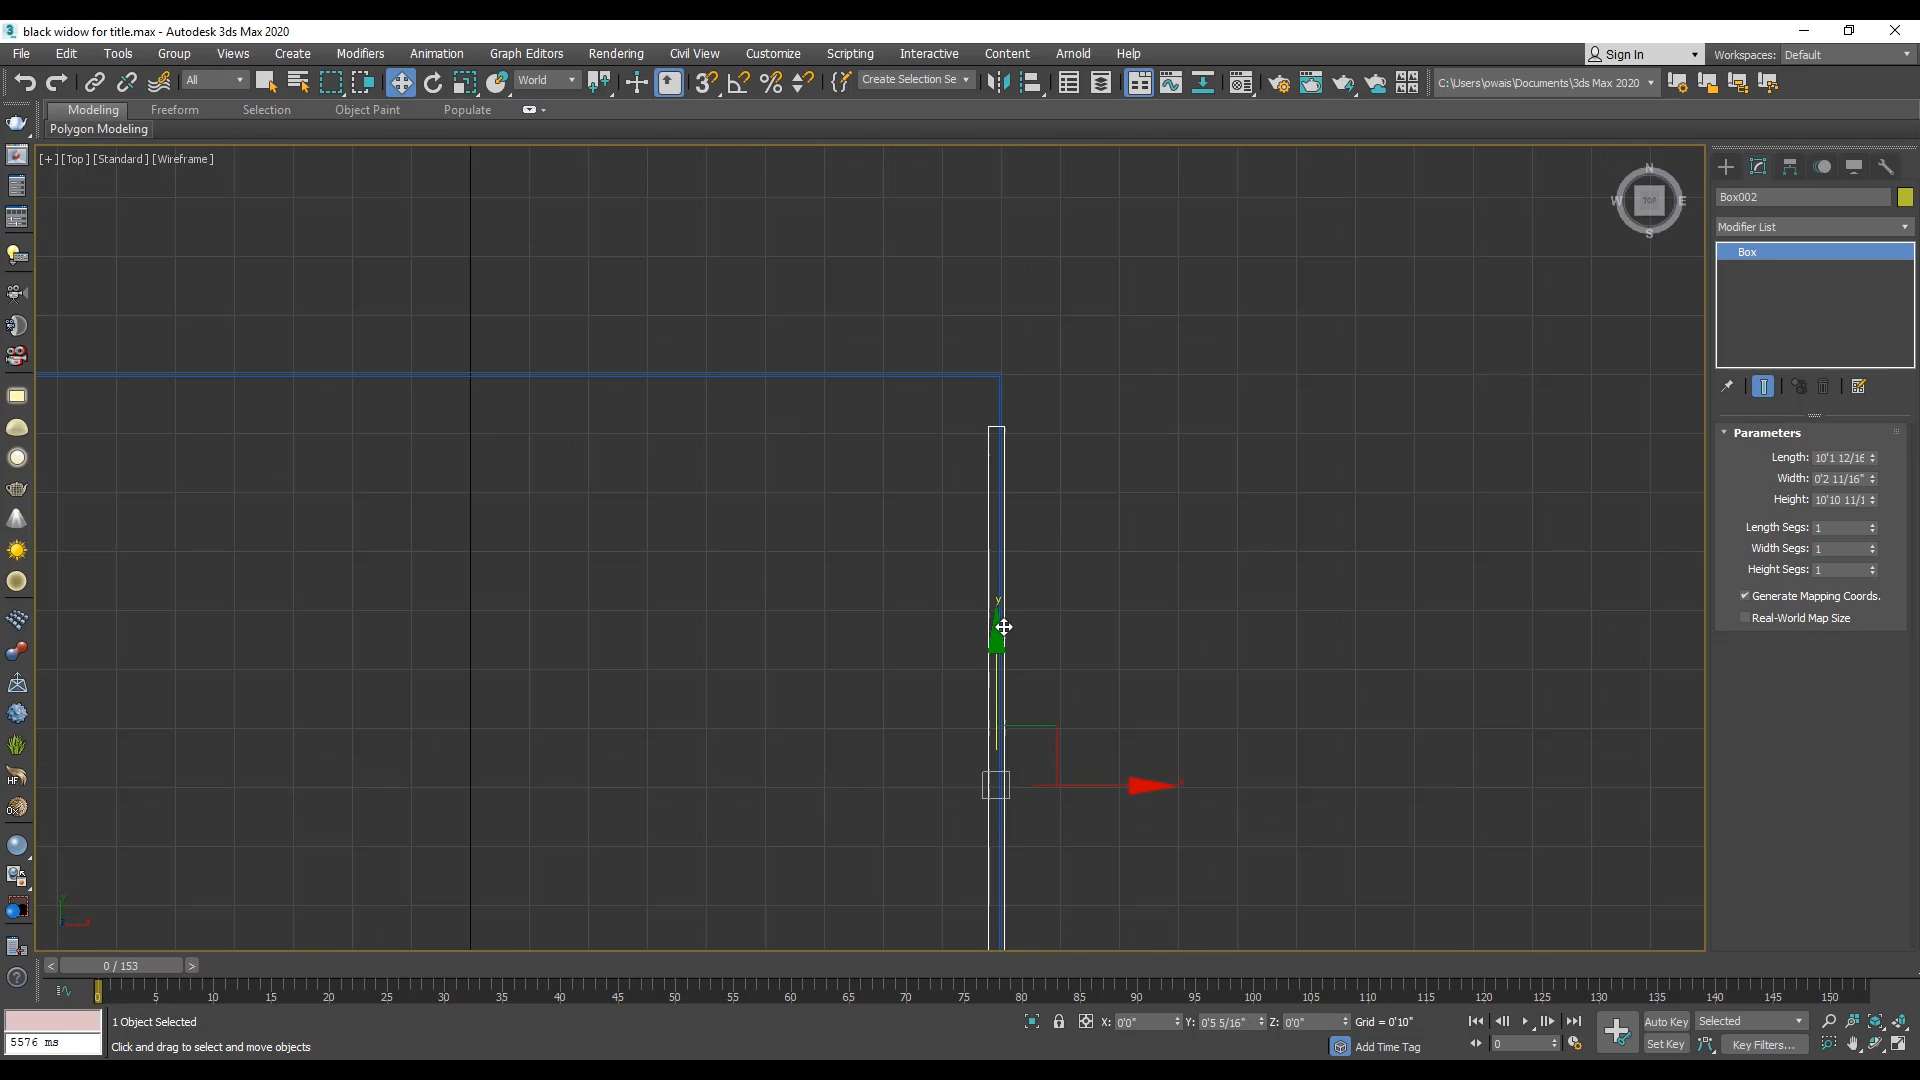 black widow for title.max - Autodesk 3ds Max 2020
File Edit Tools Group Views Create Modifiers Animation Graph Editors Rendering Civil View Customize Scripting Interactive Content Arnold Help
Sign In Workspaces: Default
All World Create Selection Se C:\Users\owais\Documents\3ds Max 2020
Modeling Freeform Selection Object Paint Populate
Polygon Modeling
[+] [Top ] [Standard ] [Wireframe ]
N
W TOP E
S
Box002
Modifier List
Box
Parameters
Length: 10'1 12/16
Width: 0'2 11/16"
Height: 10'10 11/1
Length Segs: 1
Width Segs: 1
Height Segs: 1
Generate Mapping Coords.
Real-World Map Size
y
HF
< 0 / 153 >
0 5 10 15 20 25 30 35 40 45 50 55 60 65 70 75 80 85 90 95 100 105 110 115 120 125 130 135 140 145 150
1 Object Selected X: 0'0" Y: 0'5 5/16" Z: 0'0" Grid = 0'10" Auto Key Selected
5576 ms Click and drag to select and move objects Add Time Tag 0 Set Key Key Filters...